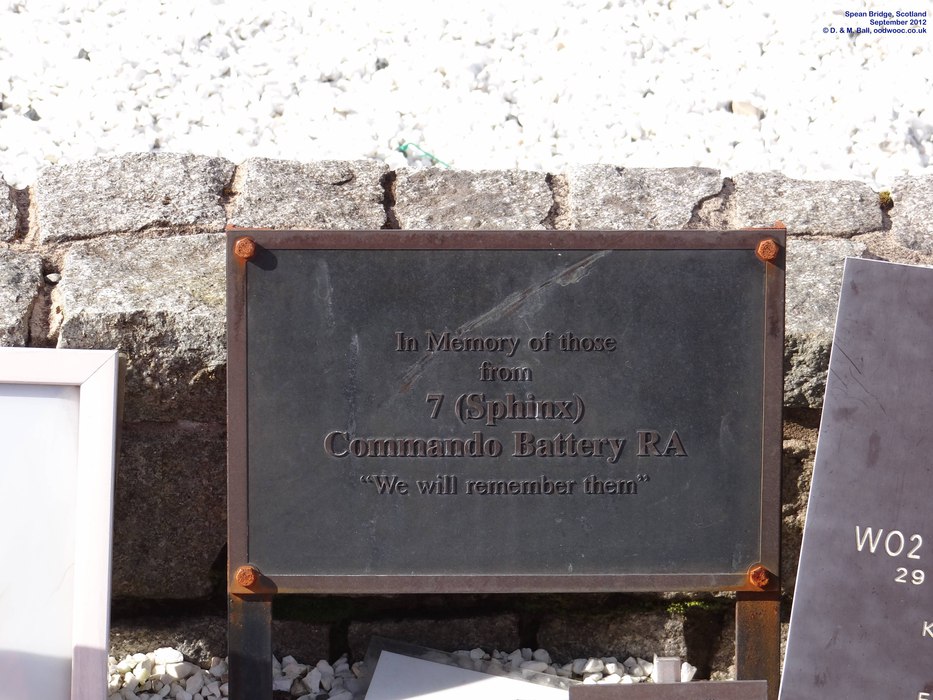 Spean Bridge, Scotland
September 2012
© D. & M. Ball, oodwooc.co.uk
In Memory of those
from
7 (Sphinx)
Commando Battery RA
“We will remember them”
WO2
29
K